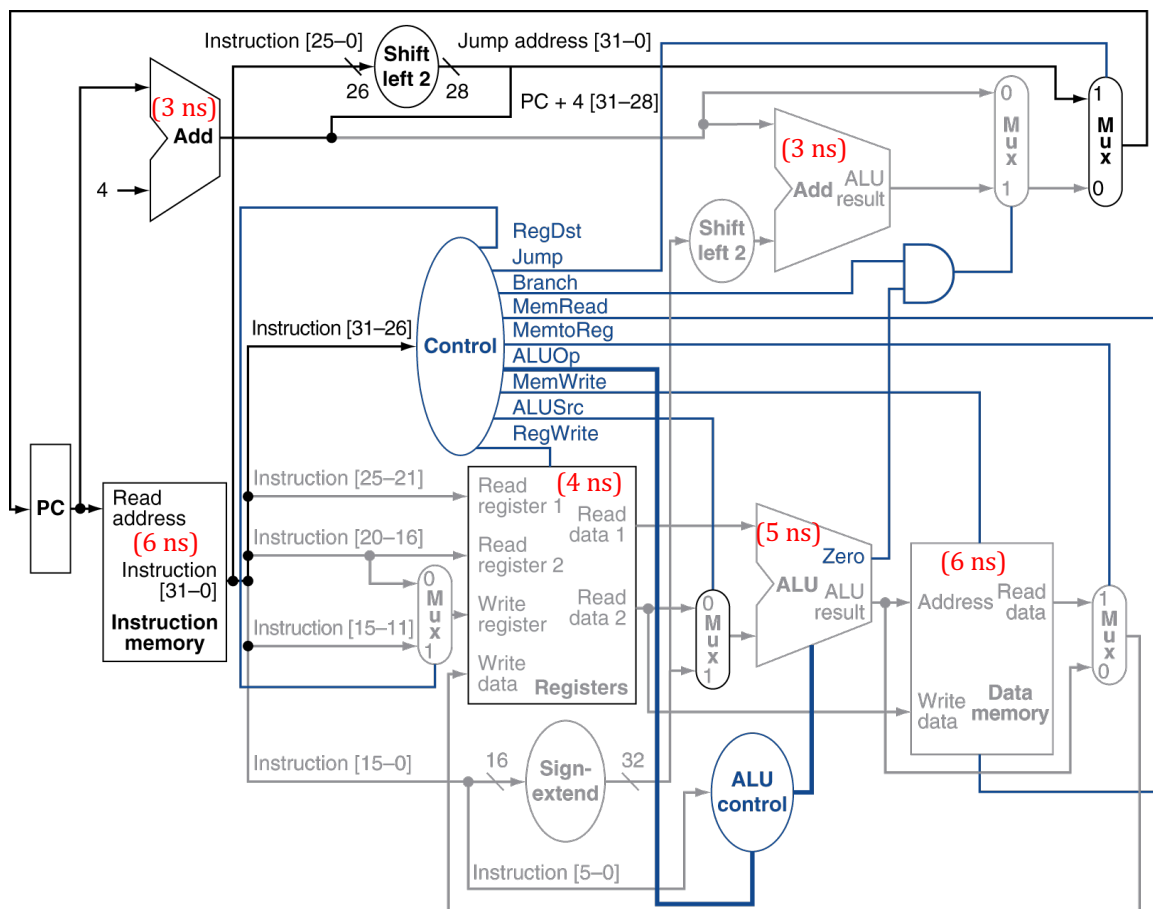 Instruction [25–0]
Shift
left 2
Jump address [31–0]
26
28
PC + 4 [31–28]
(3 ns)
Add
4
0
M
u
x
1
1
M
u
x
0
(3 ns)
Add
ALU
result
Shift
left 2
RegDst
Jump
Branch
MemRead
MemtoReg
ALUOp
MemWrite
ALUSrc
RegWrite
Instruction [31–26]
Control
PC
Read
address
(6 ns)
Instruction
[31–0]
Instruction
memory
Instruction [25–21]
Instruction [20–16]
Instruction [15–11]
0
M
u
x
1
(4 ns)
Read
register 1
Read
data 1
Read
register 2
Write
register
Read
data 2
Write
data
Registers
0
M
u
x
1
(5 ns)
Zero
ALU
ALU
result
(6 ns)
Address
Read
data
Write
data
Data
memory
1
M
u
x
0
Instruction [15–0]
16
Sign-
extend
32
ALU
control
Instruction [5–0]